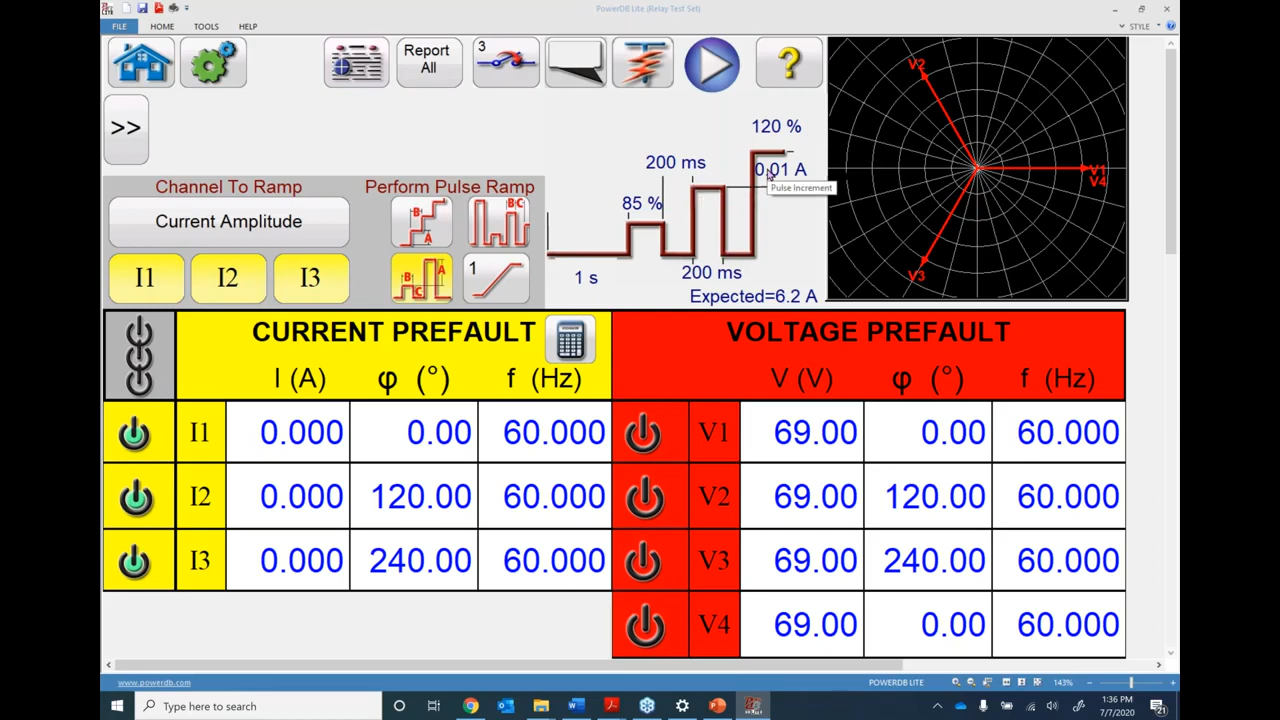 PowerDB Lite (Relay Test Set)
FILE HOME TOOLS HELP STYLE
Report
All
3
>>
120 %
200 ms
0.01 A
Pulse Increment
85 %
1 s
200 ms
Expected=6.2 A
V2
V1
V4
V3
Channel To Ramp
Current Amplitude
I1 I2 I3
Perform Pulse Ramp
B A
B C
B A C
1
CURRENT PREFAULT
I (A) φ (°) f (Hz)
I1 0.000 0.00 60.000
I2 0.000 120.00 60.000
I3 0.000 240.00 60.000
VOLTAGE PREFAULT
V (V) φ (°) f (Hz)
V1 69.00 0.00 60.000
V2 69.00 120.00 60.000
V3 69.00 240.00 60.000
V4 69.00 0.00 60.000
www.powerdb.com POWERDB LITE 143%
Type here to search
1:36 PM
7/7/2020
21